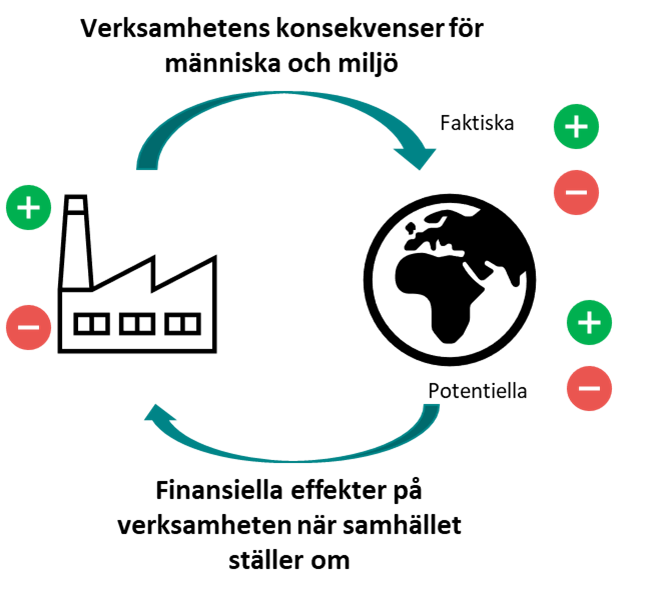 Verksamhetens konsekvenser för
människa och miljö
Faktiska
Potentiella
Finansiella effekter på
verksamheten när samhället
ställer om